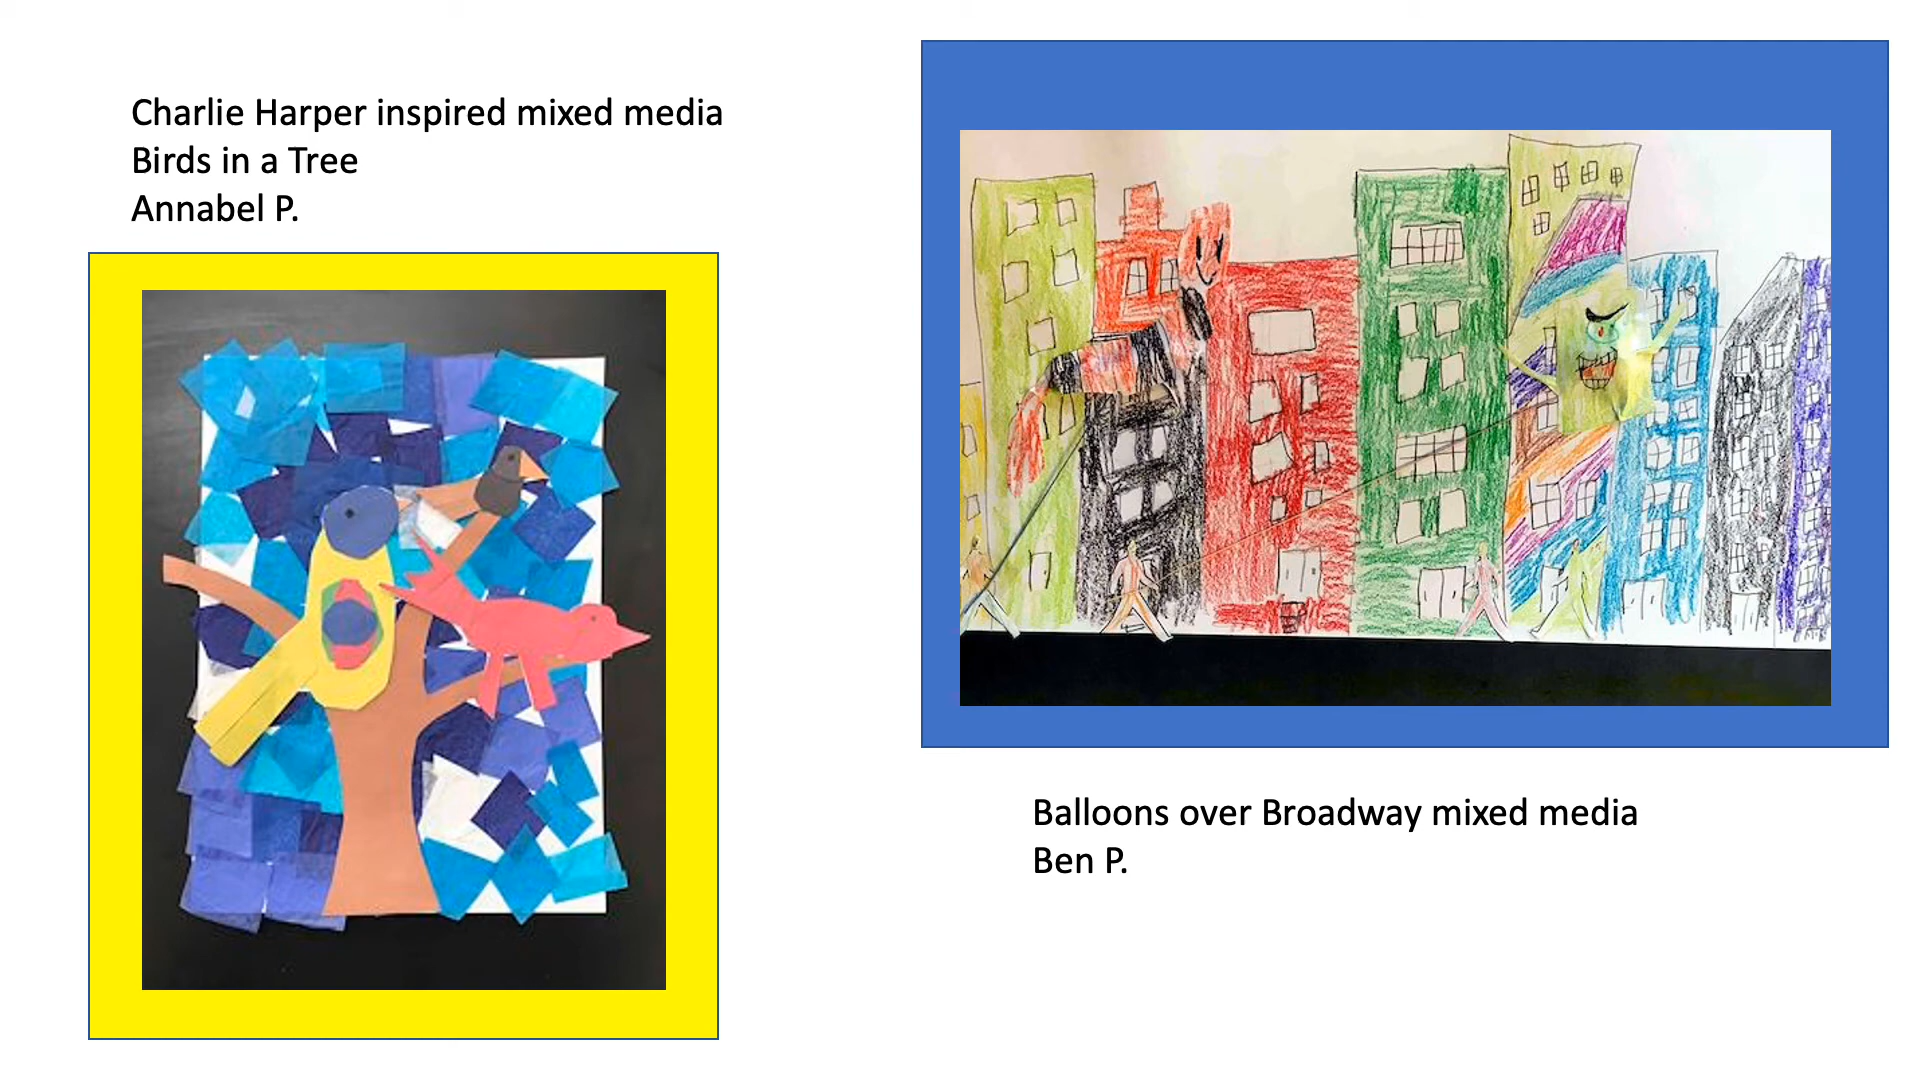 Charlie Harper inspired mixed media
Birds in a Tree
Annabel P.
Balloons over Broadway mixed media
Ben P.